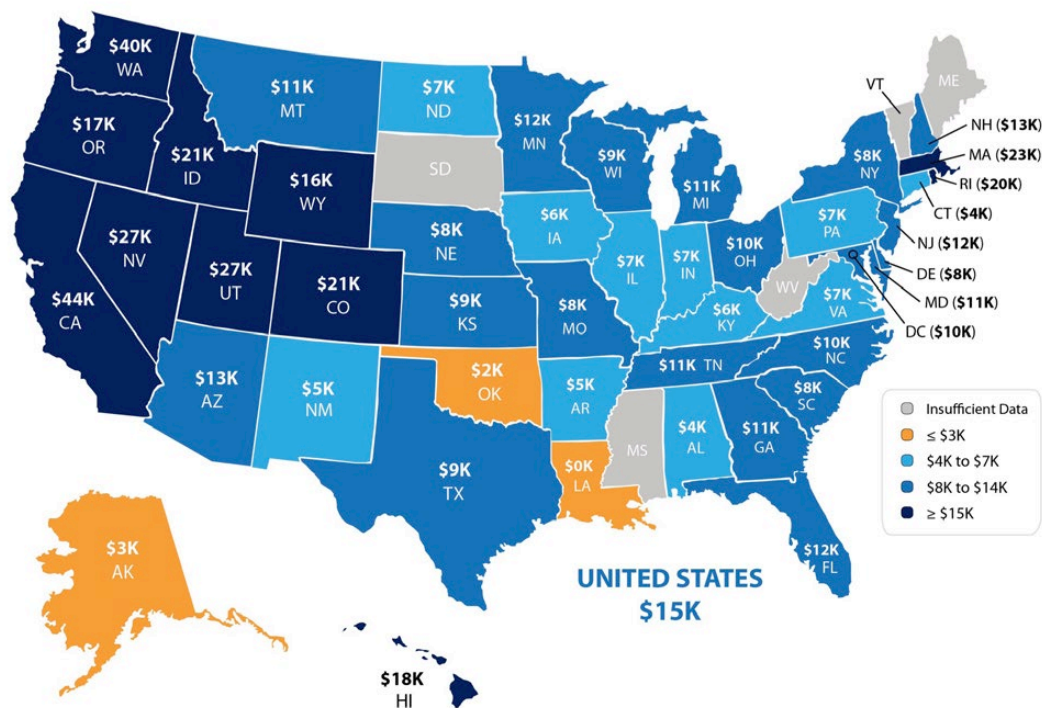 $40K
WA
$11K
MT
$7K
ND
$12K
MN
VT
ME
$17K
OR
$21K
ID
$16K
WY
SD
$9K
WI
$11K
MI
$8K
NY
NH ($13K)
MA ($23K)
RI ($20K)
CT ($4K)
NJ ($12K)
DE ($8K)
MD ($11K)
DC ($10K)
$27K
NV
$27K
UT
$21K
CO
$8K
NE
$6K
IA
$7K
IL
$7K
IN
$10K
OH
$7K
PA
WV
$7K
VA
$44K
CA
$9K
KS
$8K
MO
$6K
KY
$11K TN
$10K
NC
$13K
AZ
$5K
NM
$2K
OK
$5K
AR
MS
$4K
AL
$11K
GA
$8K
SC
$9K
TX
$0K
LA
$12K
FL
$3K
AK
$18K
HI
UNITED STATES
$15K
Insufficient Data
≤ $3K
$4K to $7K
$8K to $14K
≥ $15K